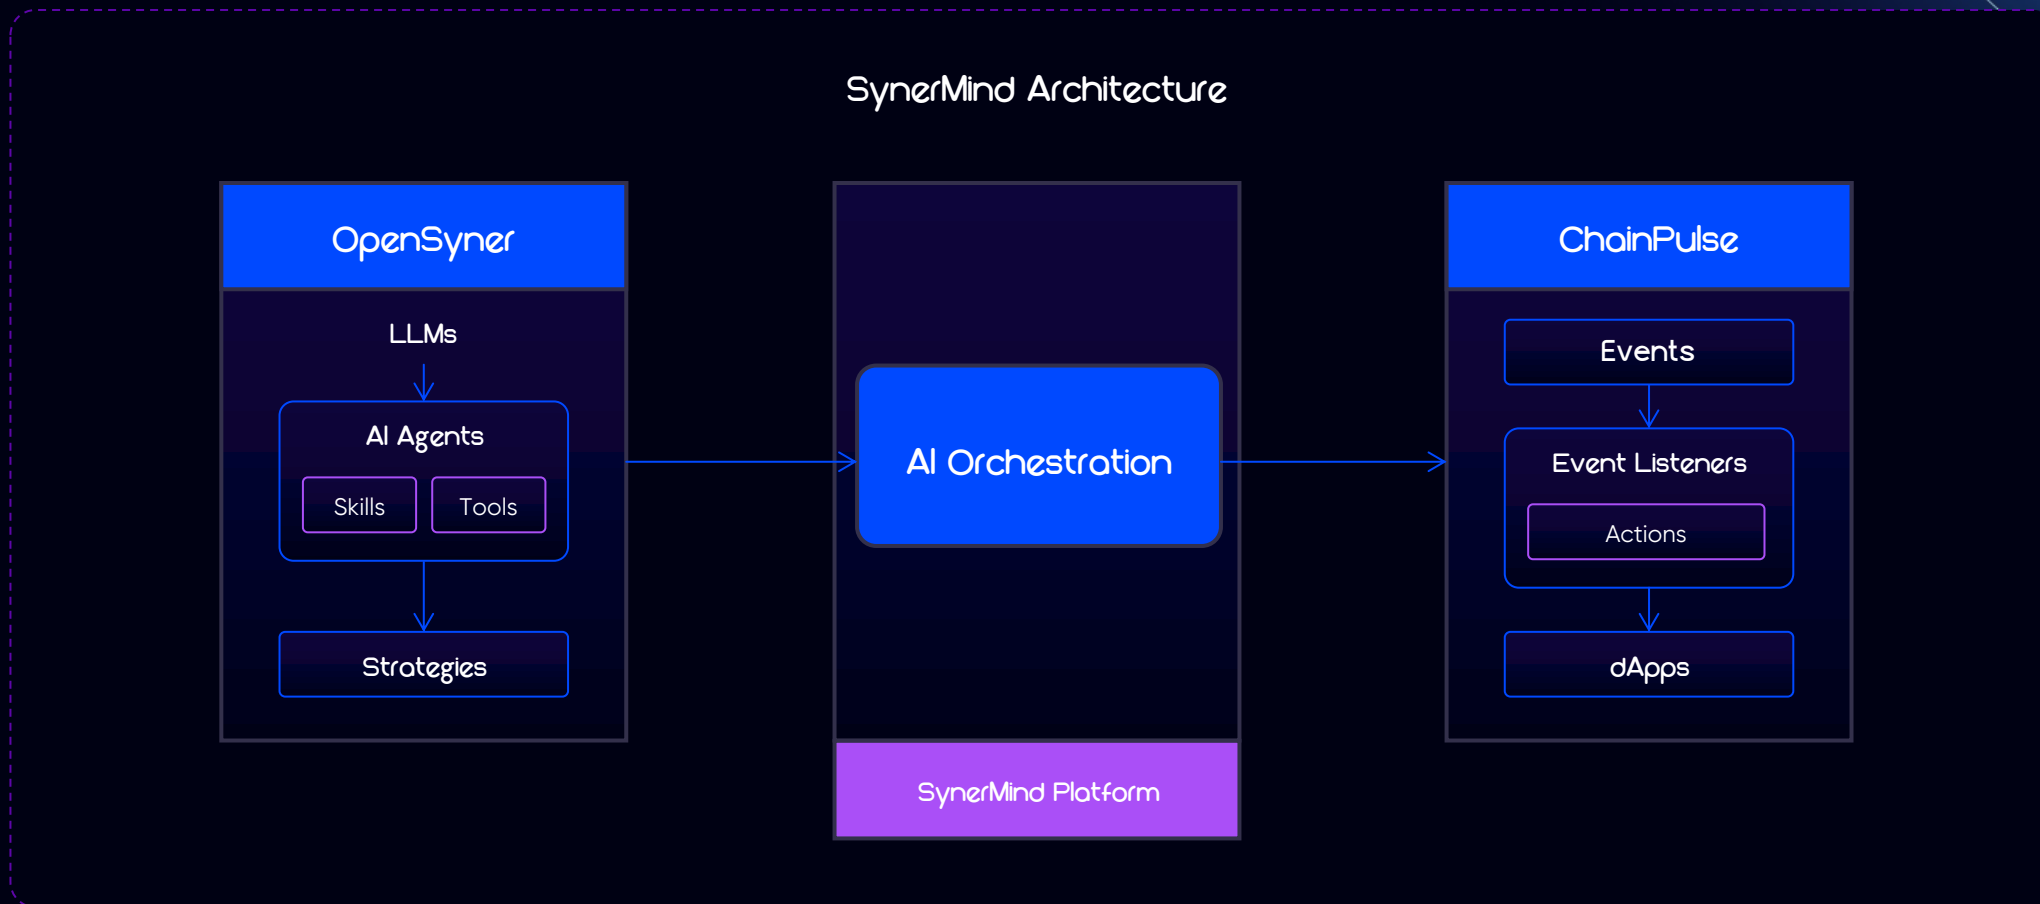 SynerMind Architecture
OpenSyner
LLMs
AI Agents
Skills
Tools
Strategies
AI Orchestration
SynerMind Platform
ChainPulse
Events
Event Listeners
Actions
dApps